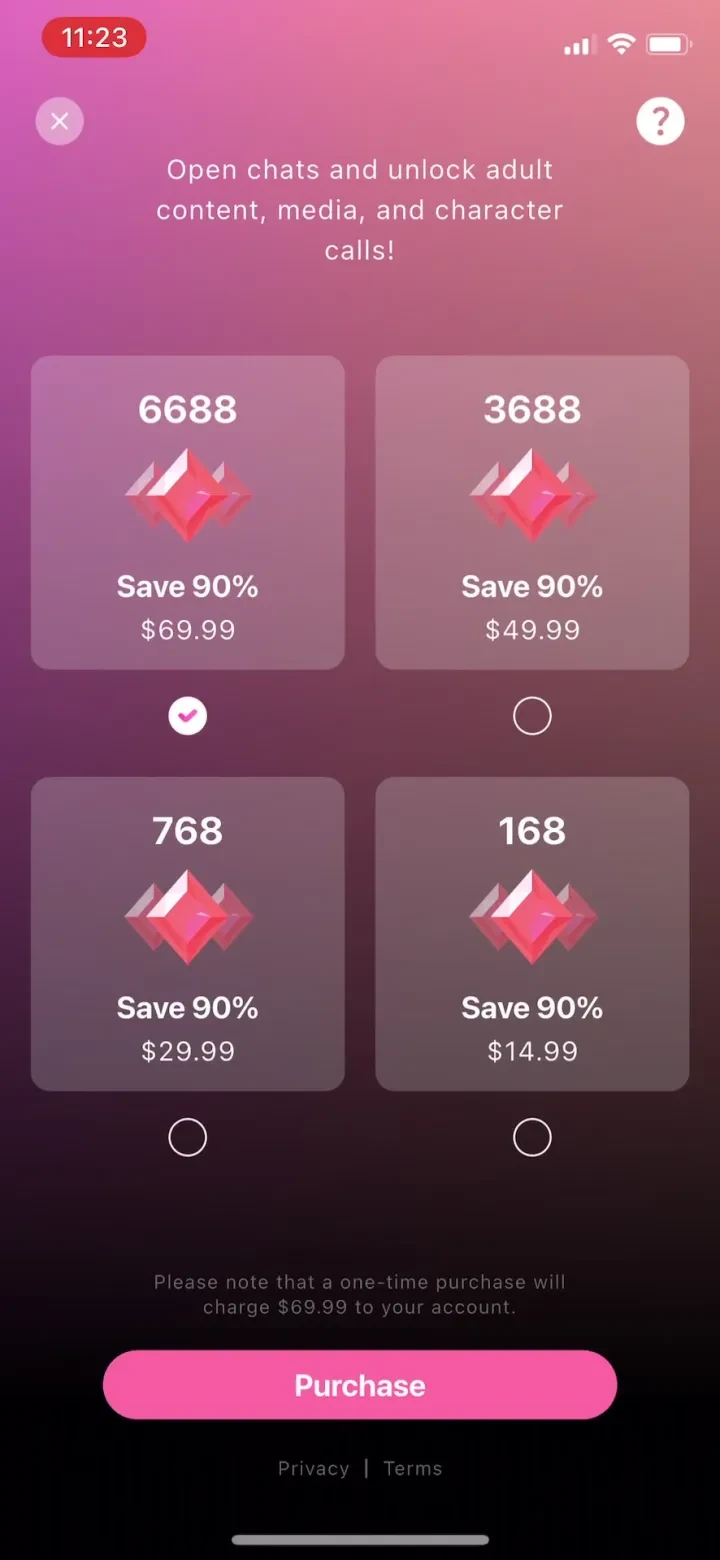 11:23
?
Open chats and unlock adult
content, media, and character
calls!
6688
Save 90%
$69.99
3688
Save 90%
$49.99
768
Save 90%
$29.99
168
Save 90%
$14.99
Please note that a one-time purchase will
charge $69.99 to your account.
Purchase
Privacy | Terms